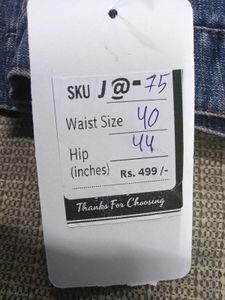 SKU J@-75
Waist Size 40
Hip 44
(inches) Rs. 499/-
Thanks For Choosing